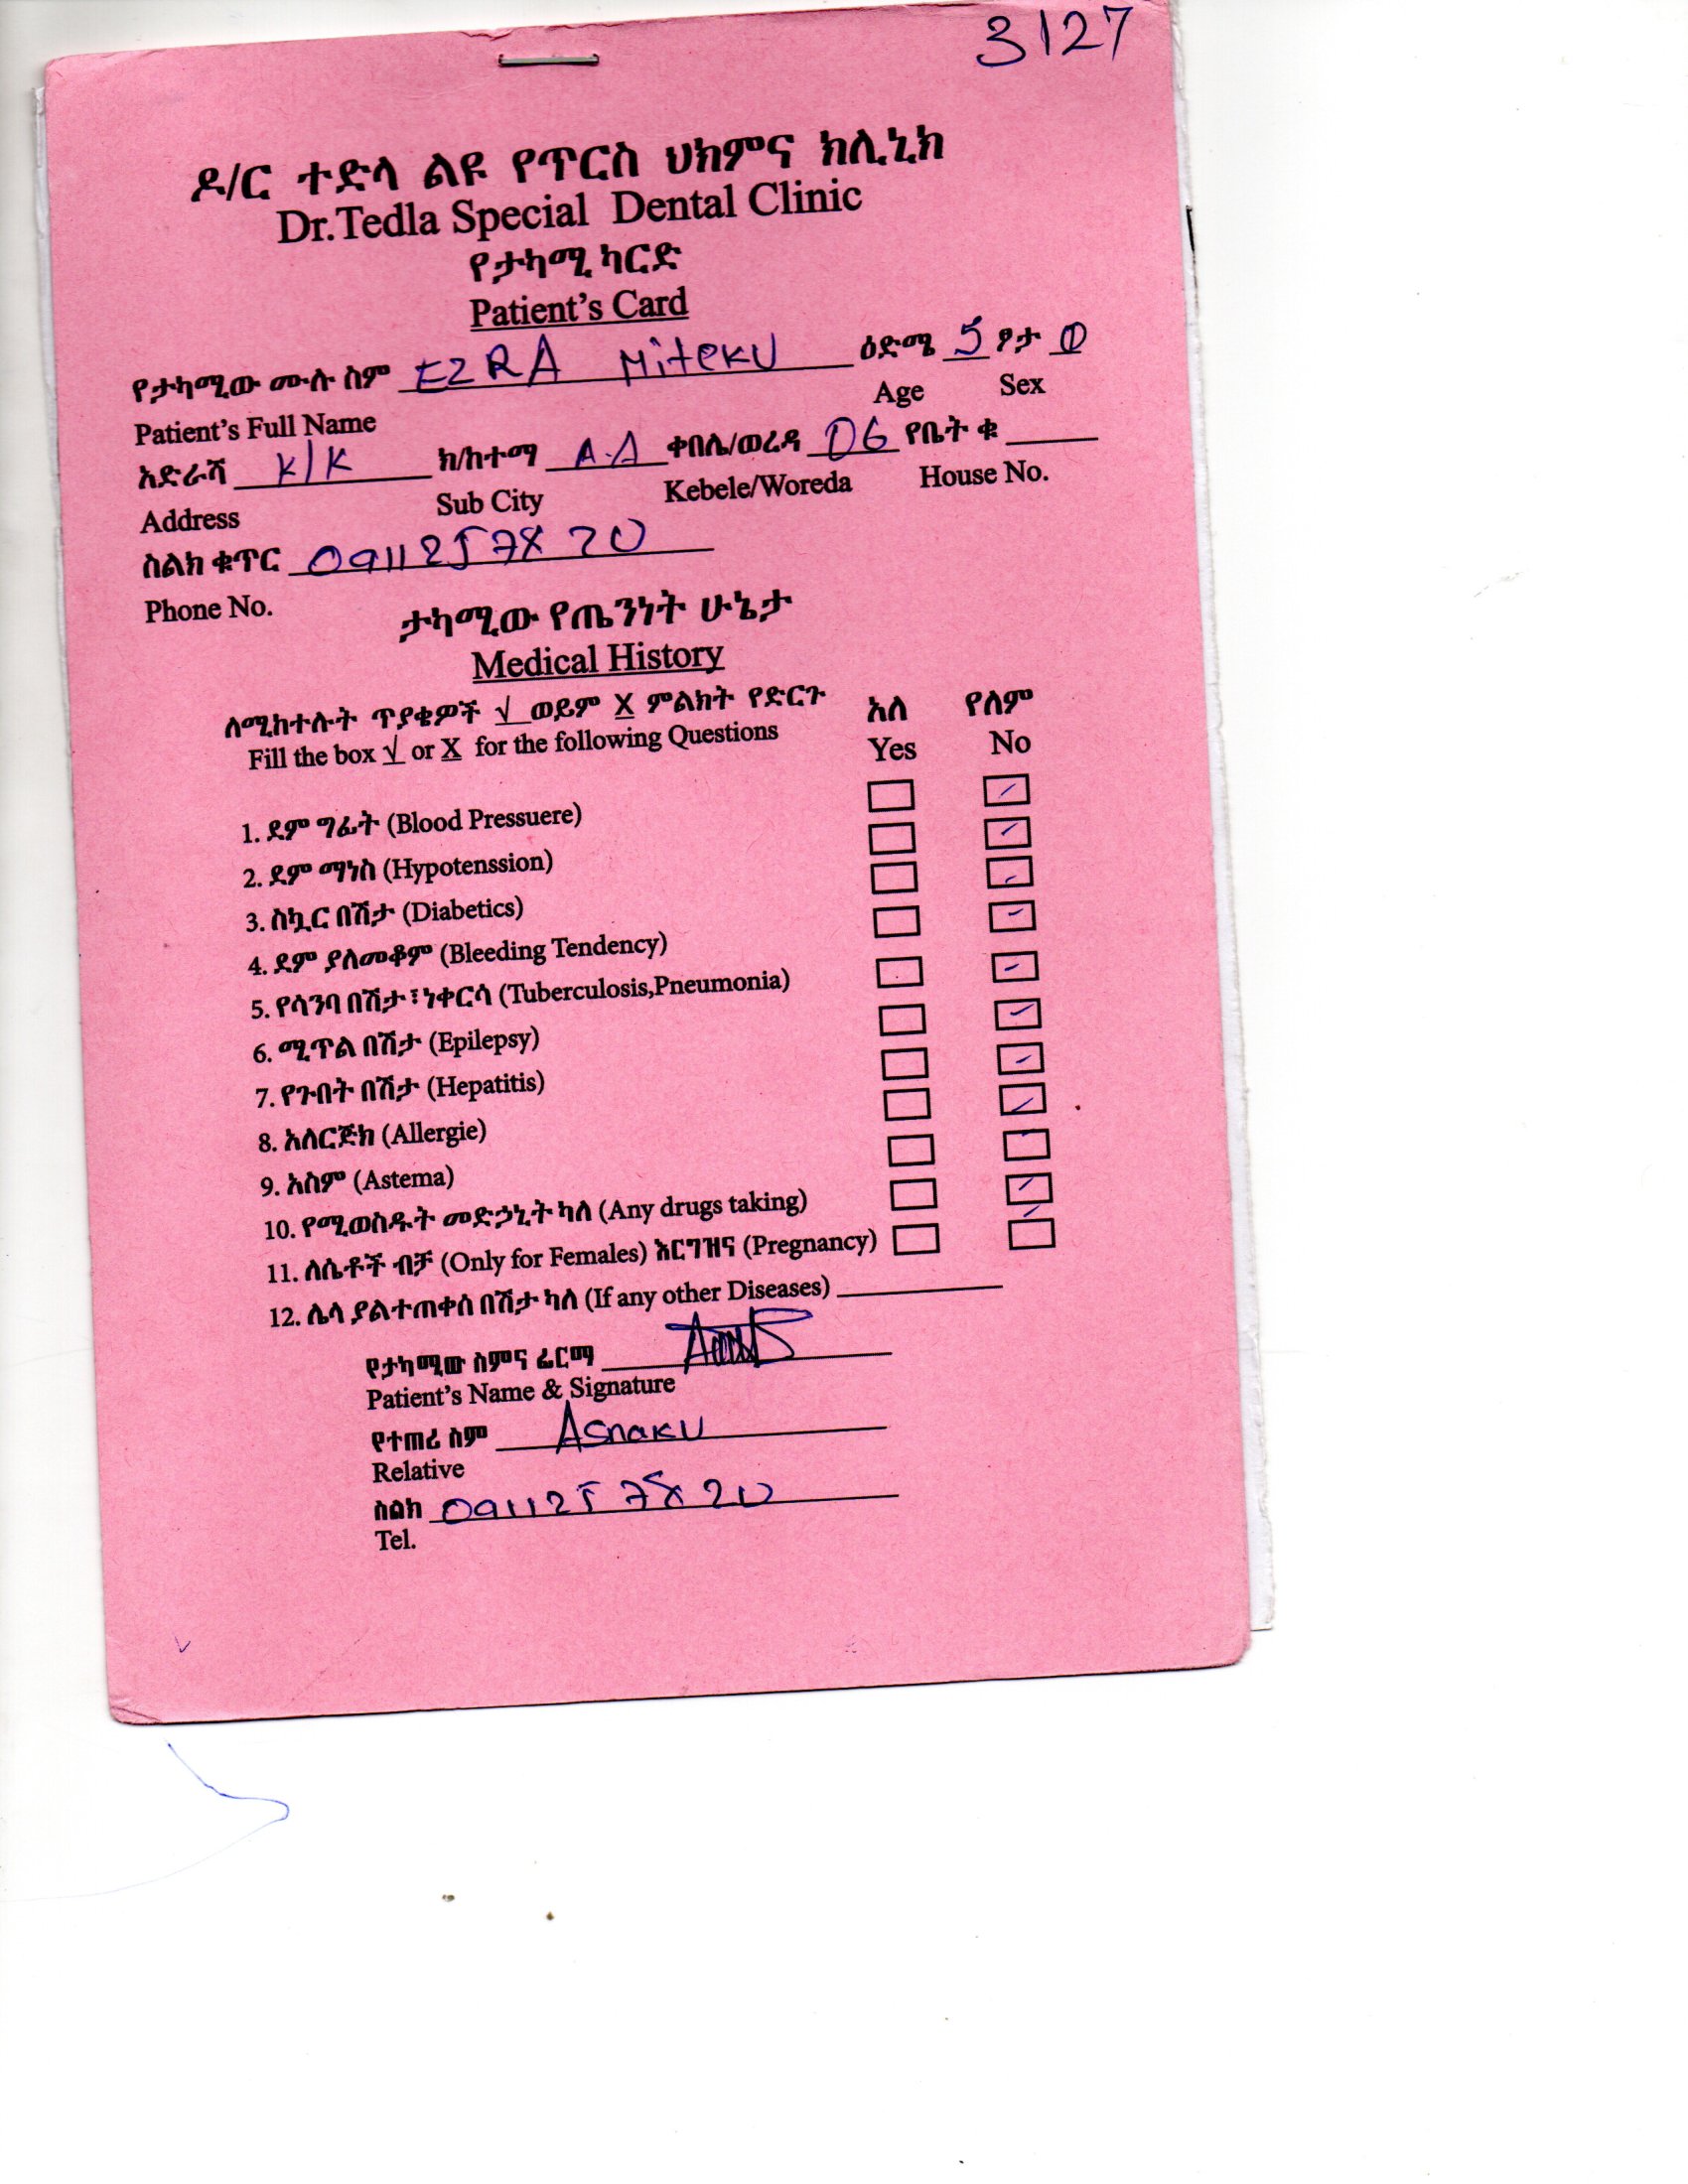 3127
ዶ/ር ተድላ ልዩ የጥርስ ህክምና ክሊኒክ
Dr.Tedla Special Dental Clinic
የታካሚ ካርድ
Patient's Card
የታካሚው ሙሉ ስም EZRA Miteku ዕድሜ 5 ፆታ
Patient's Full Name Age Sex
አድራሻ K/K ክ/ከተማ A.A ቀበሌ/ወረዳ 06 የቤት ቁ
Address Sub City Kebele/Woreda House No.
ስልክ ቁጥር 0911257820
Phone No.
ታካሚው የጤንነት ሁኔታ
Medical History
ለሚከተሉት ጥያቄዎች √ ወይም X ምልክት የድርጉ አለ የለም
Fill the box √ or X for the following Questions Yes No
1. ደም ግፊት (Blood Pressuere)
2. ደም ማነስ (Hypotenssion)
3. ስኳር በሽታ (Diabetics)
4. ደም ያለመቆም (Bleeding Tendency)
5. የሳንባ በሽታ፣ነቀርሳ (Tuberculosis,Pneumonia)
6. ሚጥል በሽታ (Epilepsy)
7. የጉበት በሽታ (Hepatitis)
8. አለርጅክ (Allergie)
9. አስም (Astema)
10. የሚወስዱት መድኃኒት ካለ (Any drugs taking)
11. ለሴቶች ብቻ (Only for Females) እርግዝና (Pregnancy)
12. ሌላ ያልተጠቀሰ በሽታ ካለ (If any other Diseases)
የታካሚው ስምና ፊርማ
Patient's Name & Signature
የተጠሪ ስም Asnaku
Relative
ስልክ 0911257820
Tel.